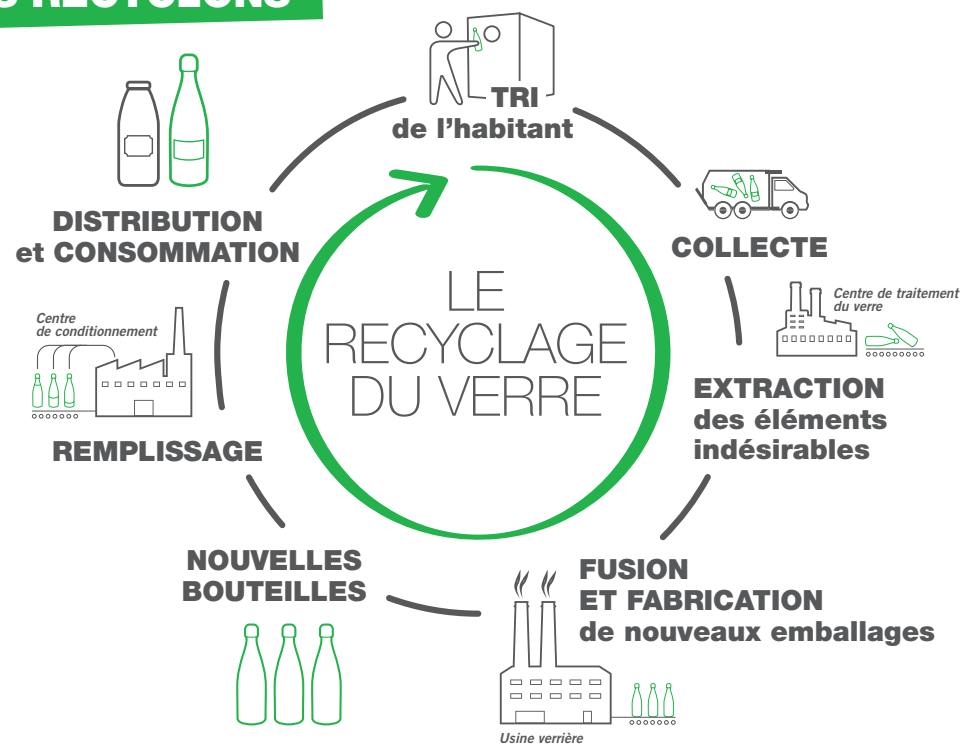 RECYCLONS
TRI
de l'habitant
COLLECTE
Centre de traitement
du verre
EXTRACTION
des éléments
indésirables
FUSION
ET FABRICATION
de nouveaux emballages
Usine verrière
NOUVELLES
BOUTEILLES
REMPLISSAGE
Centre
de conditionnement
DISTRIBUTION
et CONSOMMATION
LE
RECYCLAGE
DU VERRE